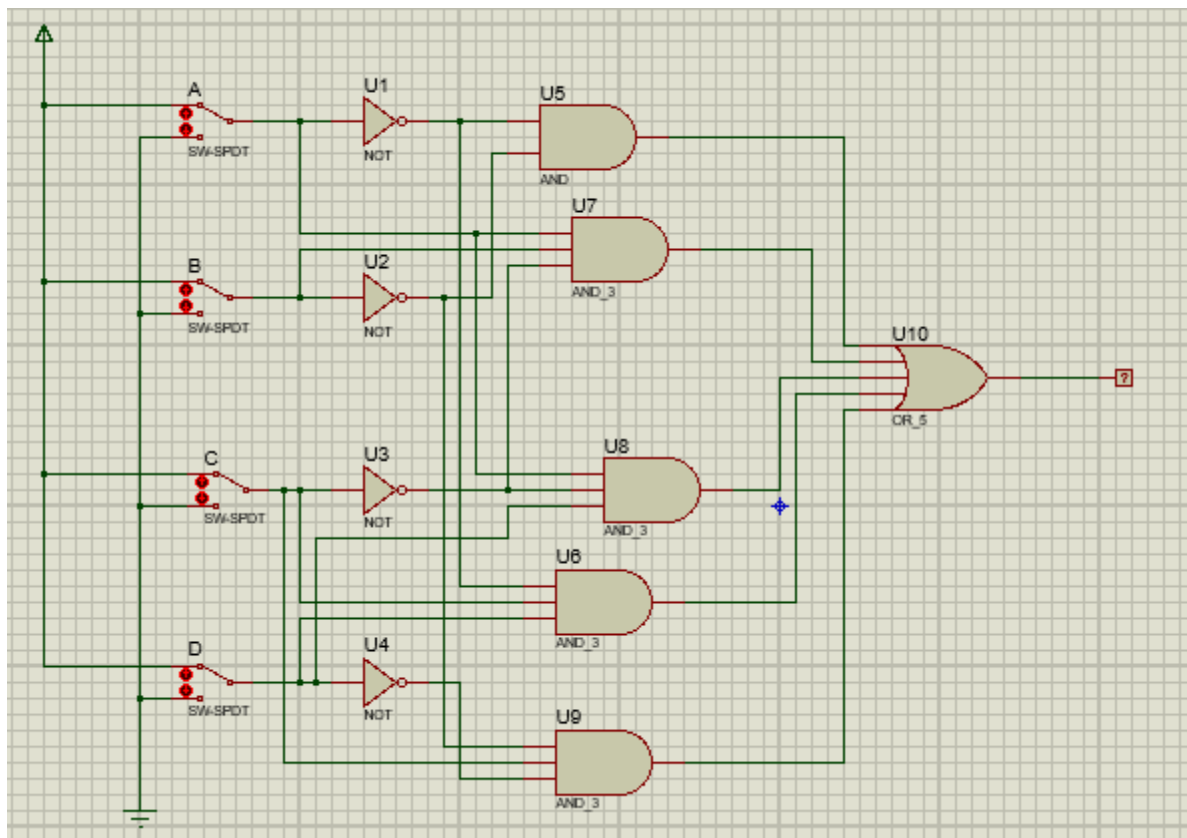 A
SW-SPDT
U1
NOT
U5
AND
U7
AND_3
B
SW-SPDT
U2
NOT
U10
OR_5
?
C
SW-SPDT
U3
NOT
U8
AND_3
U6
AND_3
D
SW-SPDT
U4
NOT
U9
AND_3